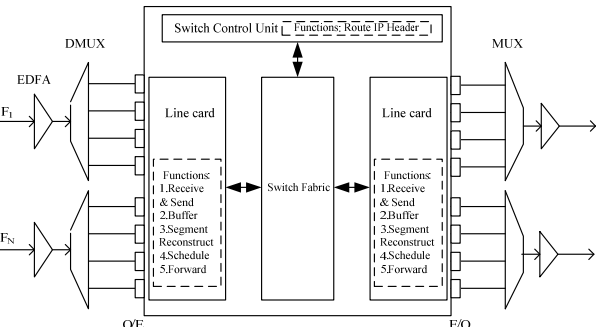 Switch Control Unit
Functions: Route IP Header
DMUX
MUX
EDFA
F1
FN
Line card
Functions:
1.Receive
& Send
2.Buffer
3.Segment
Reconstruct
4.Schedule
5.Forward
Switch Fabric
Line card
Functions:
1.Receive
& Send
2.Buffer
3.Segment
Reconstruct
4.Schedule
5.Forward
O/E
E/O